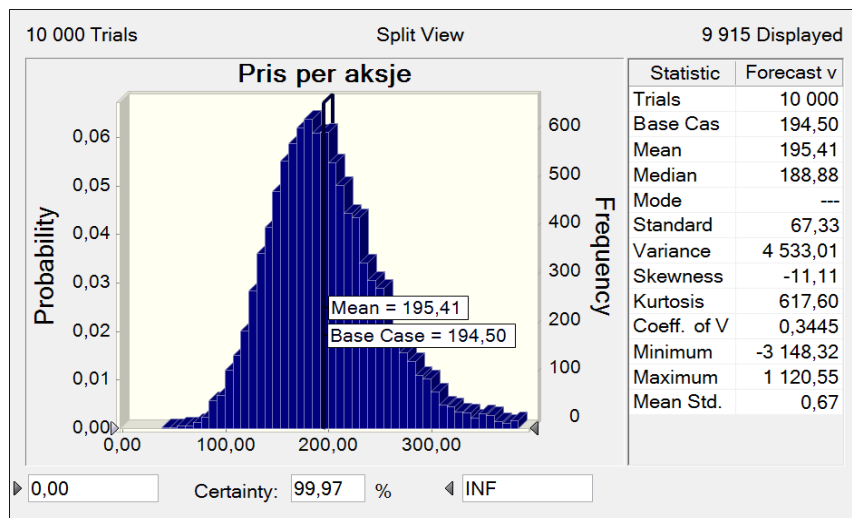 10 000 Trials Split View 9 915 Displayed
Pris per aksje
Probability
0,06
0,05
0,04
0,03
0,02
0,01
0,00
0,00 100,00 200,00 300,00
Mean = 195,41
Base Case = 194,50
Frequency
600
500
400
300
200
100
0
Statistic Forecast v
Trials 10 000
Base Cas 194,50
Mean 195,41
Median 188,88
Mode ---
Standard 67,33
Variance 4 533,01
Skewness -11,11
Kurtosis 617,60
Coeff. of V 0,3445
Minimum -3 148,32
Maximum 1 120,55
Mean Std. 0,67
0,00 Certainty: 99,97 % INF